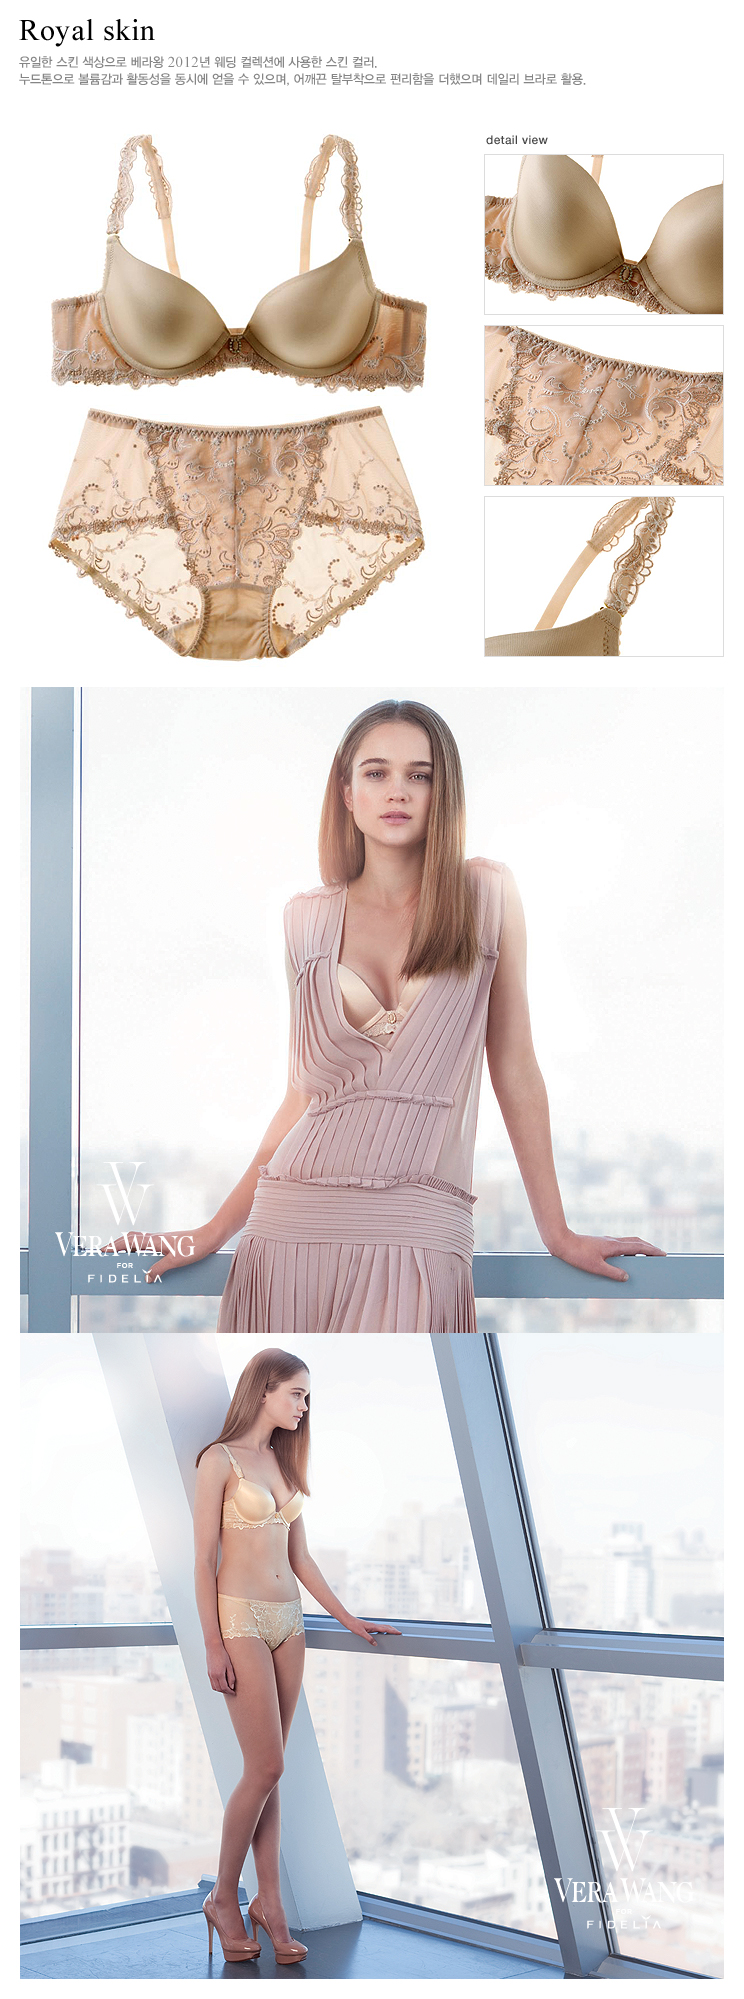 Royal skin
유일한 스킨 색상으로 베라왕 2012년 웨딩 컬렉션에 사용한 스킨 컬러.
누드톤으로 볼륨감과 활동성을 동시에 얻을 수 있으며, 어깨끈 탈부착으로 편리함을 더했으며 데일리 브라로 활용.
detail view
VERA WANG
FOR
FIDELIA
VERA WANG
FOR
FIDELIA